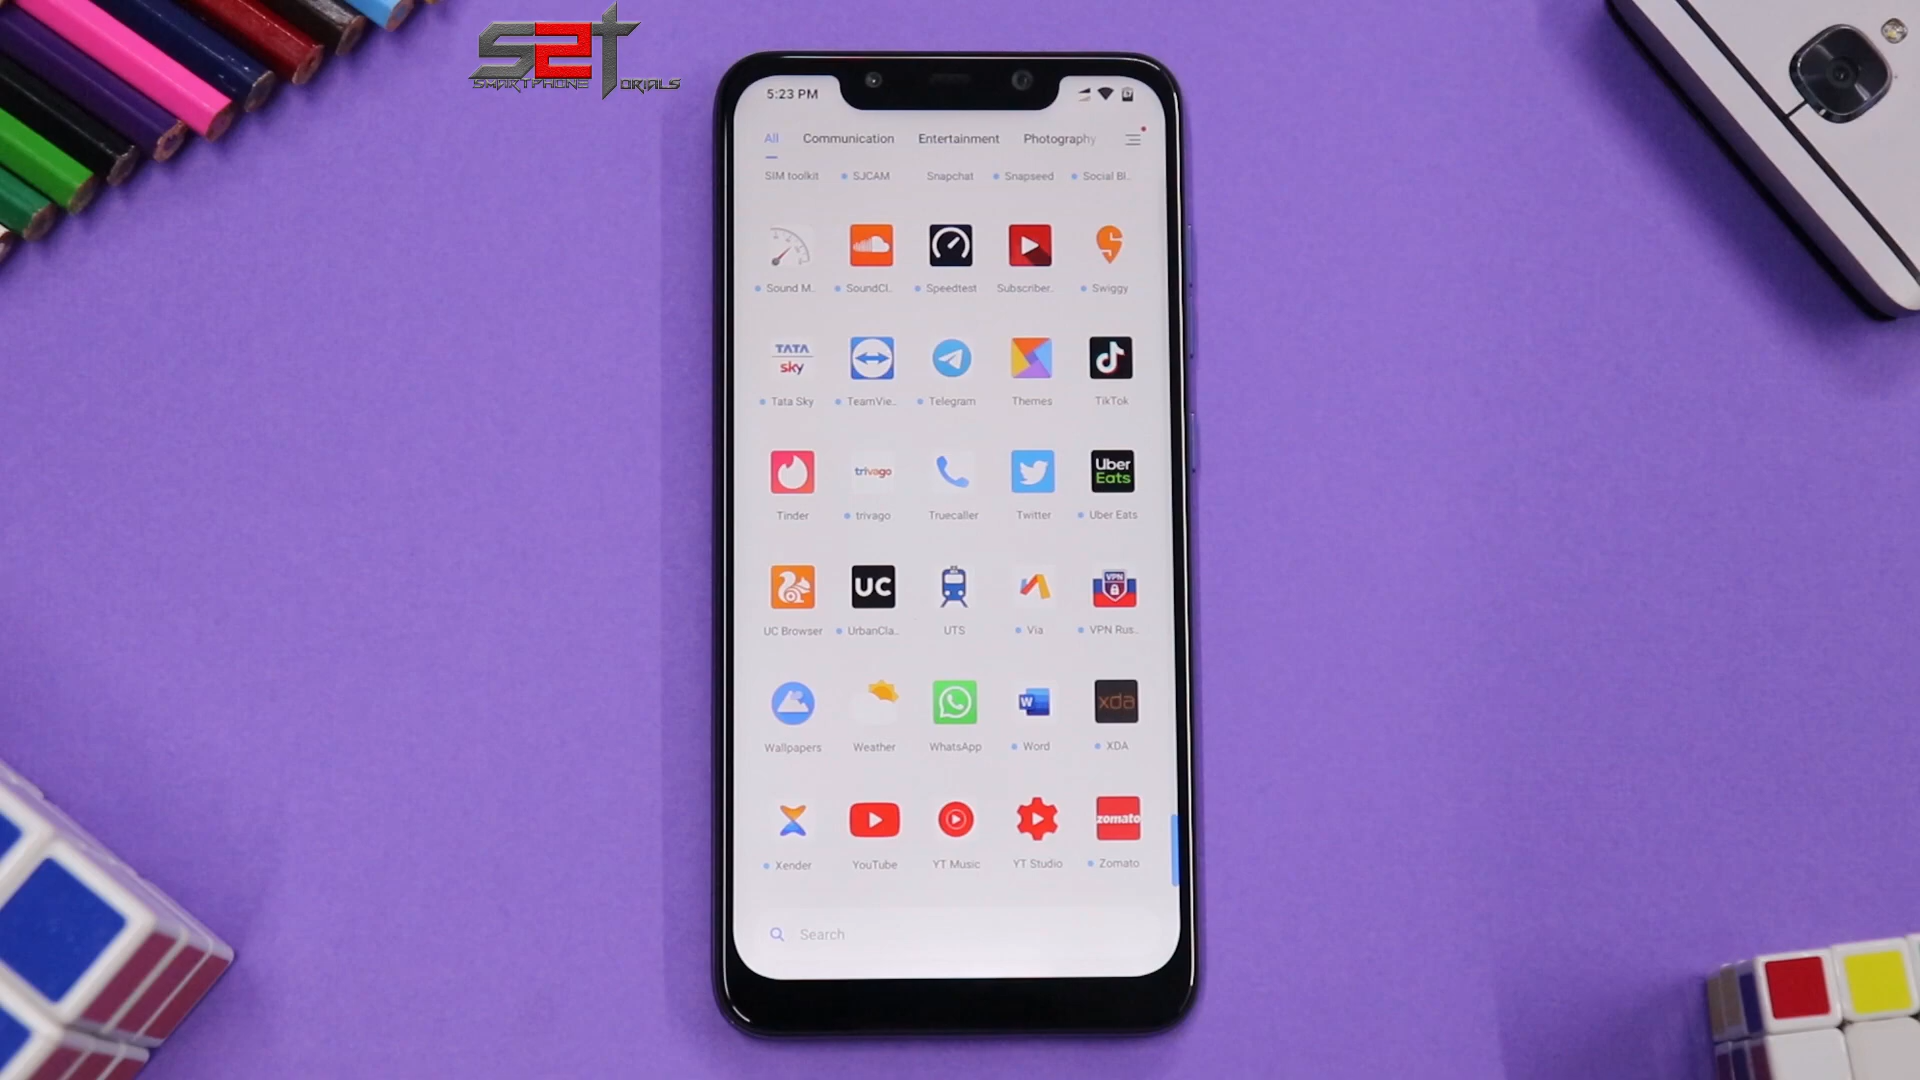 S2T
SMARTPHONE TORIALS
5:23 PM
All Communication Entertainment Photography
SIM toolkit SJCAM Snapchat Snapseed Social Bl..
Sound M.. SoundCl.. Speedtest Subscriber.. Swiggy
TATA
sky
Tata Sky TeamVie.. Telegram Themes TikTok
trivago
Uber
Eats
Tinder trivago Truecaller Twitter Uber Eats
UC
VPN
UC Browser UrbanCla.. UTS Via VPN Rus..
W
xda
Wallpapers Weather WhatsApp Word XDA
zomato
Xender YouTube YT Music YT Studio Zomato
Search